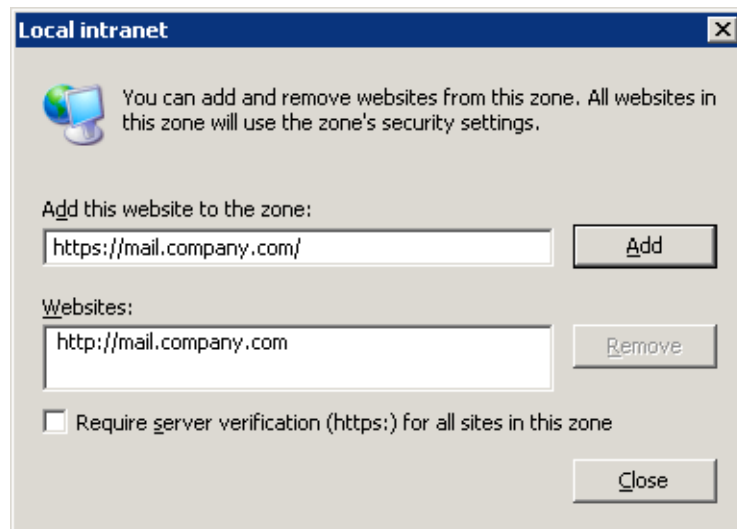 Local intranet
You can add and remove websites from this zone. All websites in
this zone will use the zone's security settings.
Add this website to the zone:
https://mail.company.com/
Add
Websites:
http://mail.company.com
Remove
Require server verification (https:) for all sites in this zone
Close